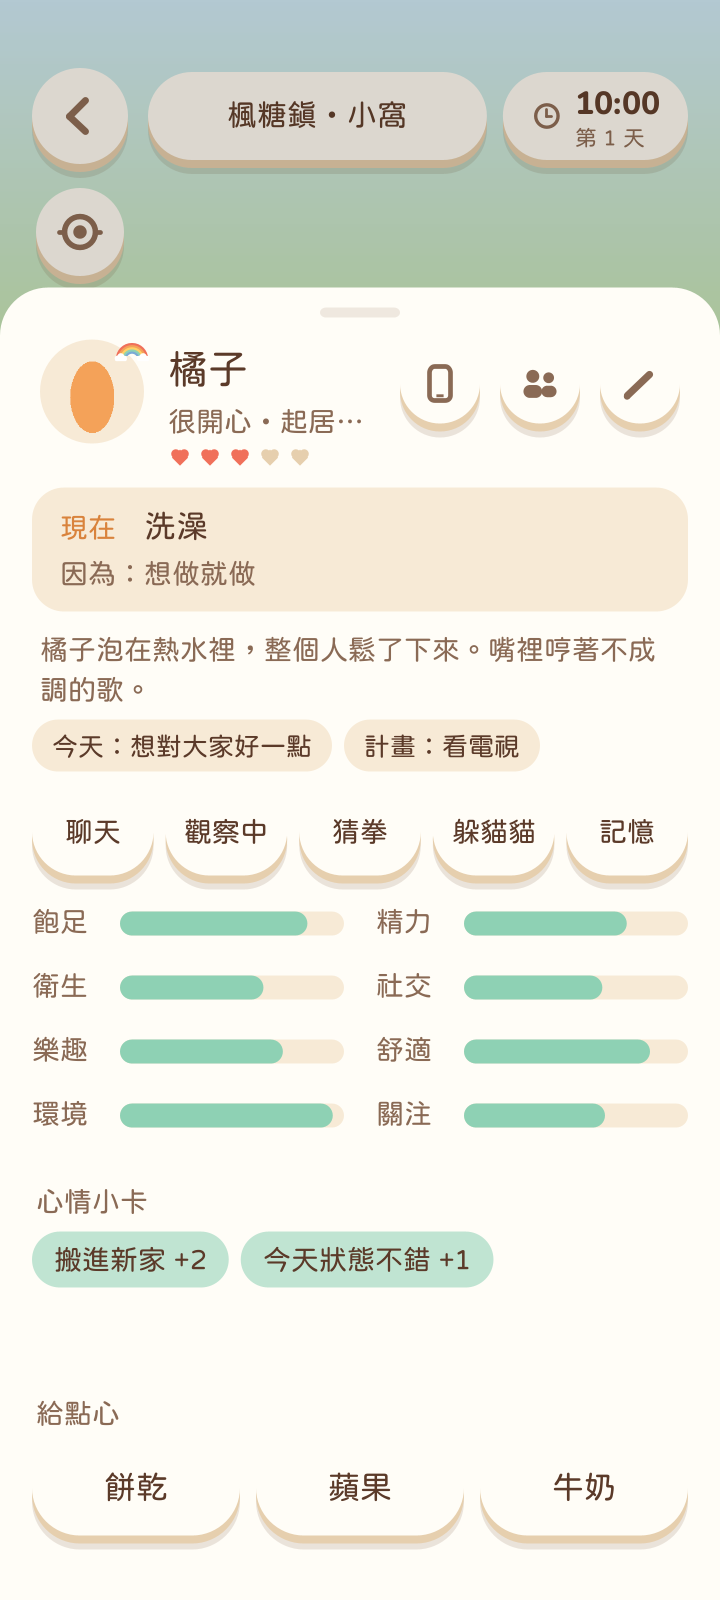 楓糖鎮・小窩
10:00
第 1 天
橘子
很開心・起居…
現在 洗澡
因為：想做就做
橘子泡在熱水裡，整個人鬆了下來。嘴裡哼著不成
調的歌。
今天：想對大家好一點 計畫：看電視
聊天 觀察中 猜拳 躲貓貓 記憶
飽足 精力
衛生 社交
樂趣 舒適
環境 關注
心情小卡
搬進新家 +2 今天狀態不錯 +1
給點心
餅乾 蘋果 牛奶